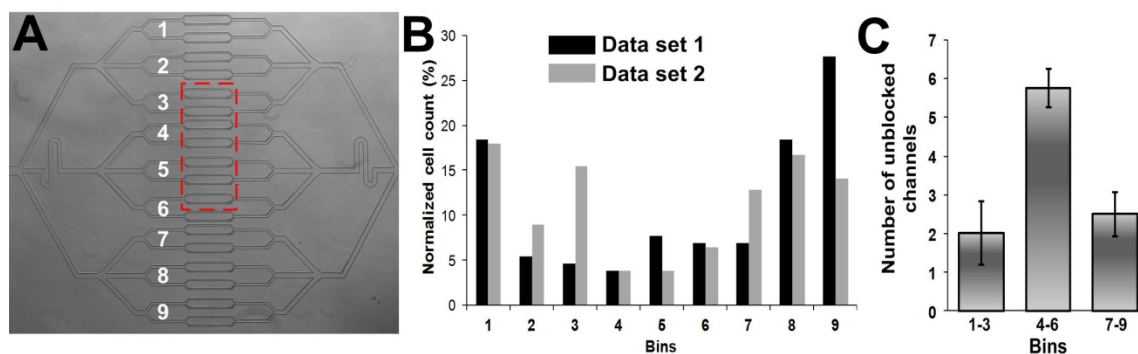 A
1
2
3
4
5
6
7
8
9
B
Data set 1
Data set 2
Normalized cell count (%)
30
25
20
15
10
5
0
1 2 3 4 5 6 7 8 9
Bins
C
Number of unblocked
channels
7
6
5
4
3
2
1
0
1-3 4-6 7-9
Bins